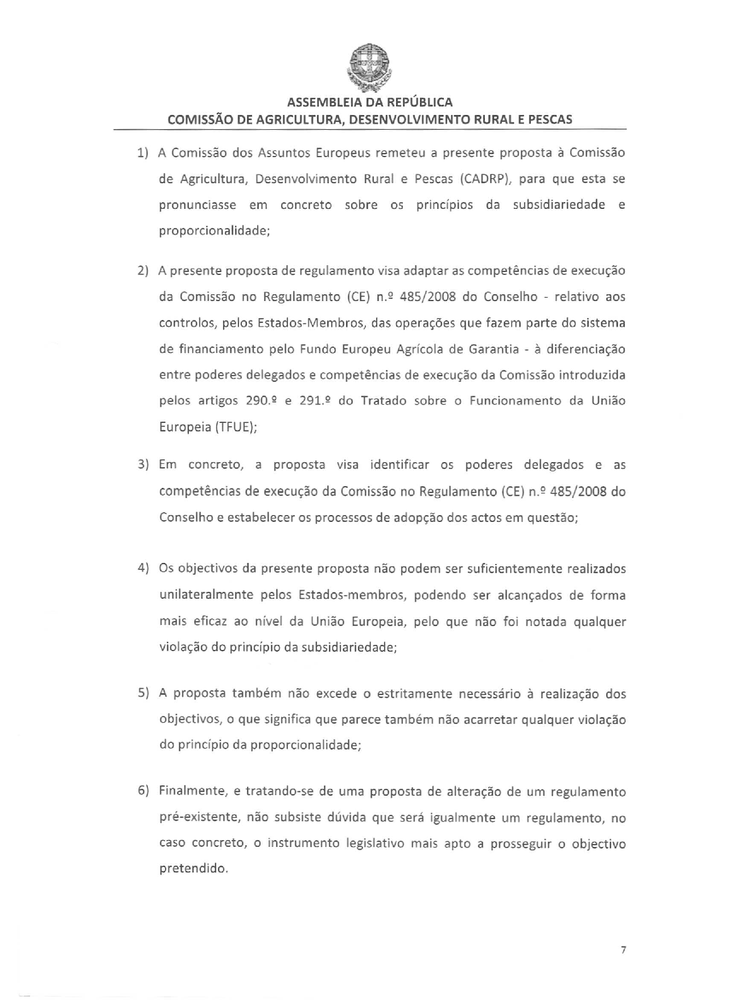 ASSEMBLEIA DA REPÚBLICA
COMISSÃO DE AGRICULTURA, DESENVOLVIMENTO RURAL E PESCAS
1) A Comissão dos Assuntos Europeus remeteu a presente proposta à Comissão
de Agricultura, Desenvolvimento Rural e Pescas (CADRP), para que esta se
pronunciasse em concreto sobre os princípios da subsidiariedade e
proporcionalidade;
2) A presente proposta de regulamento visa adaptar as competências de execução
da Comissão no Regulamento (CE) n.º 485/2008 do Conselho - relativo aos
controlos, pelos Estados-Membros, das operações que fazem parte do sistema
de financiamento pelo Fundo Europeu Agrícola de Garantia - à diferenciação
entre poderes delegados e competências de execução da Comissão introduzida
pelos artigos 290.º e 291.º do Tratado sobre o Funcionamento da União
Europeia (TFUE);
3) Em concreto, a proposta visa identificar os poderes delegados e as
competências de execução da Comissão no Regulamento (CE) n.º 485/2008 do
Conselho e estabelecer os processos de adopção dos actos em questão;
4) Os objectivos da presente proposta não podem ser suficientemente realizados
unilateralmente pelos Estados-membros, podendo ser alcançados de forma
mais eficaz ao nível da União Europeia, pelo que não foi notada qualquer
violação do princípio da subsidiariedade;
5) A proposta também não excede o estritamente necessário à realização dos
objectivos, o que significa que parece também não acarretar qualquer violação
do princípio da proporcionalidade;
6) Finalmente, e tratando-se de uma proposta de alteração de um regulamento
pré-existente, não subsiste dúvida que será igualmente um regulamento, no
caso concreto, o instrumento legislativo mais apto a prosseguir o objectivo
pretendido.
7